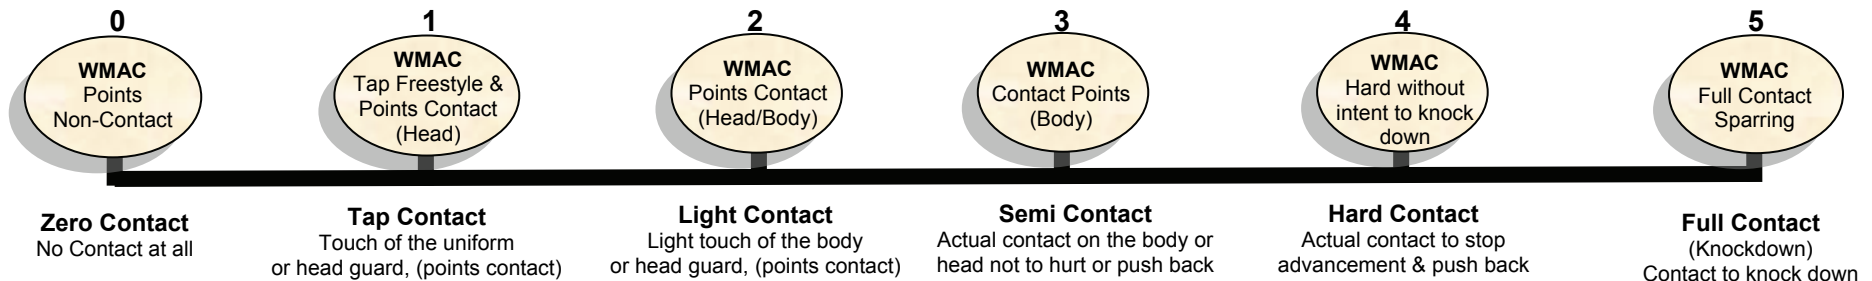 0
WMAC
Points
Non-Contact
Zero Contact
No Contact at all
1
WMAC
Tap Freestyle &
Points Contact
(Head)
Tap Contact
Touch of the uniform
or head guard, (points contact)
2
WMAC
Points Contact
(Head/Body)
Light Contact
Light touch of the body
or head guard, (points contact)
3
WMAC
Contact Points
(Body)
Semi Contact
Actual contact on the body or
head not to hurt or push back
4
WMAC
Hard without
intent to knock
down
Hard Contact
Actual contact to stop
advancement & push back
5
WMAC
Full Contact
Sparring
Full Contact
(Knockdown)
Contact to knock down